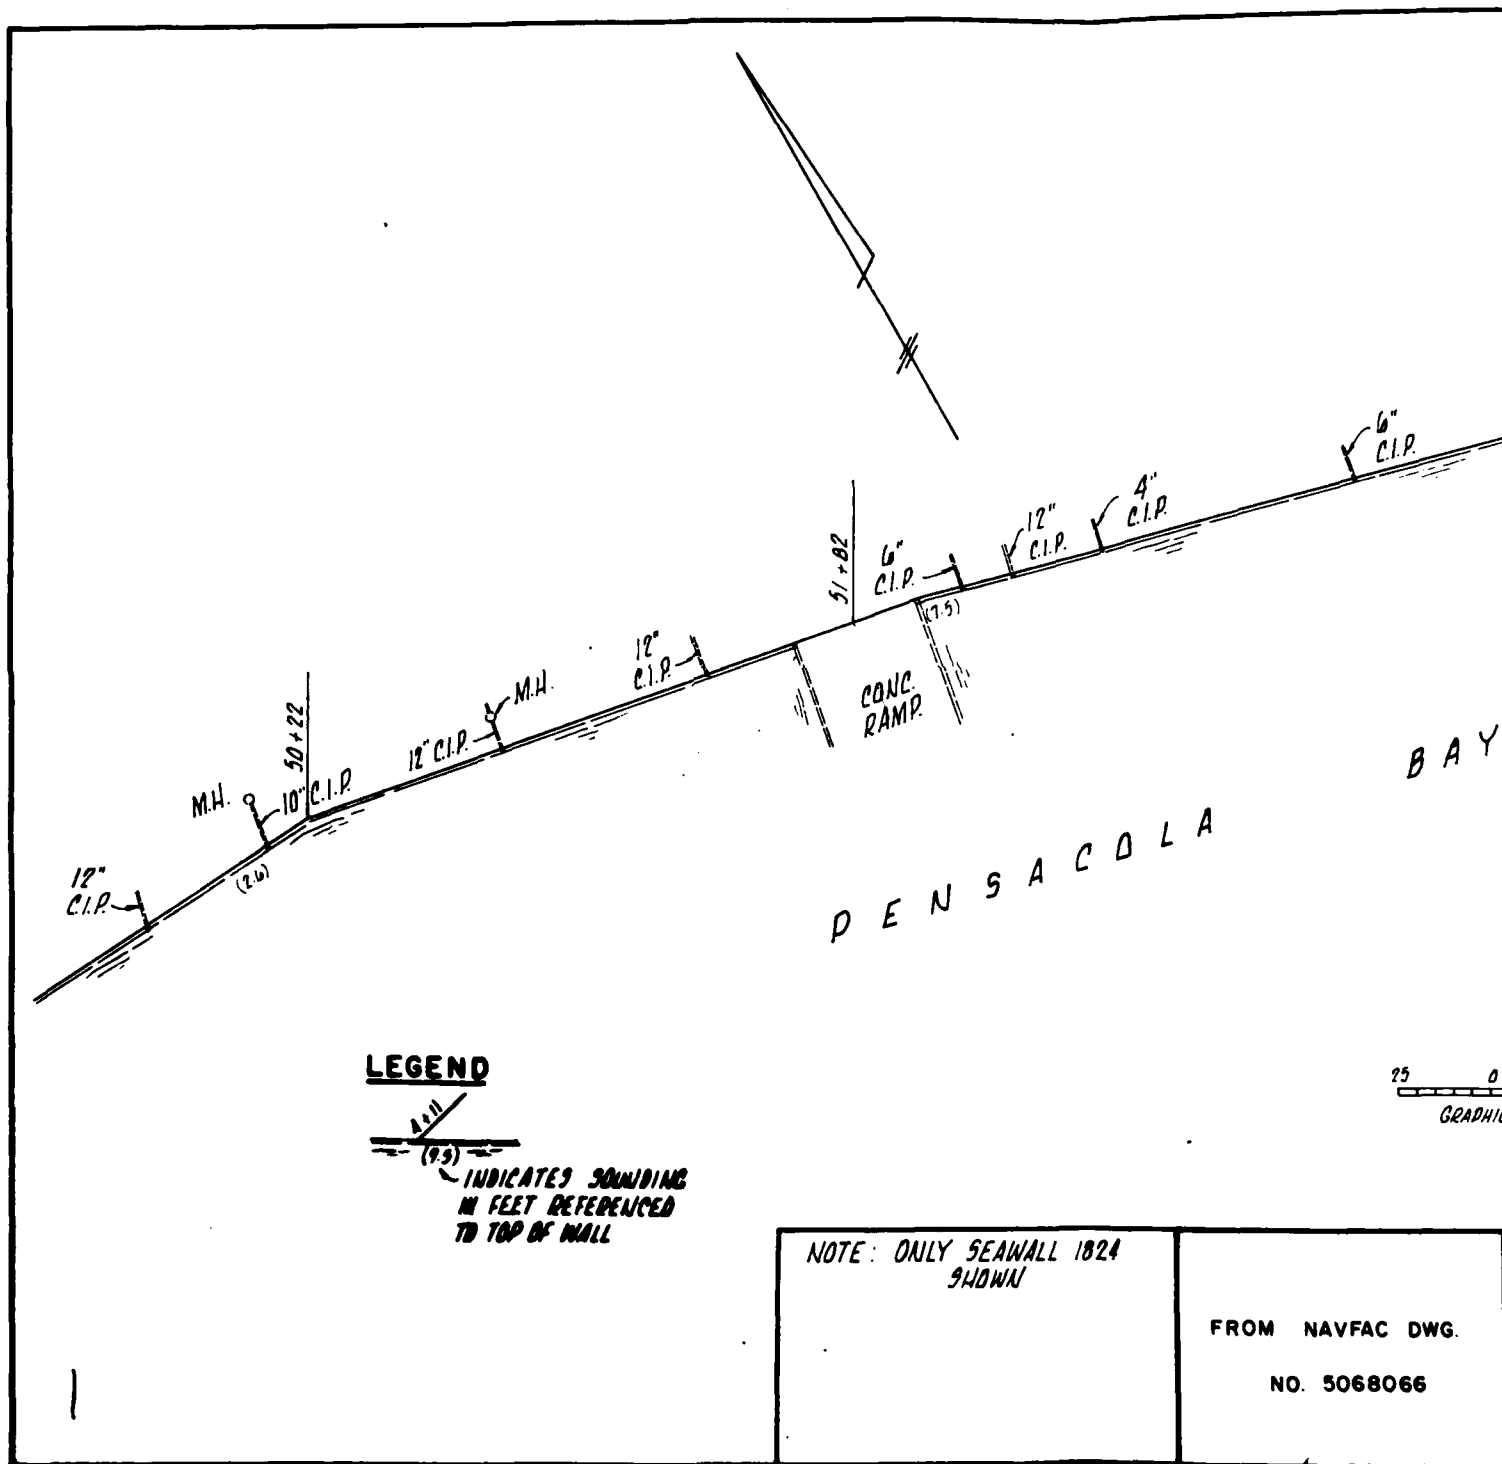 6"
C.I.P.
4"
C.I.P.
12"
C.I.P.
51 + 82
6"
C.I.P.
(7.5)
12"
C.I.P.
M.H.
CONC.
RAMP.
50 + 22
12" C.I.P.
M.H.
10" C.I.P.
(2.6)
12"
C.I.P.
PENSACOLA BAY
LEGEND
(9.5)
INDICATES SOUNDING
IN FEET REFERENCED
TO TOP OF WALL
25 0
GRAPHIC
NOTE: ONLY SEAWALL 1824
SHOWN
FROM NAVFAC DWG.
NO. 5068066